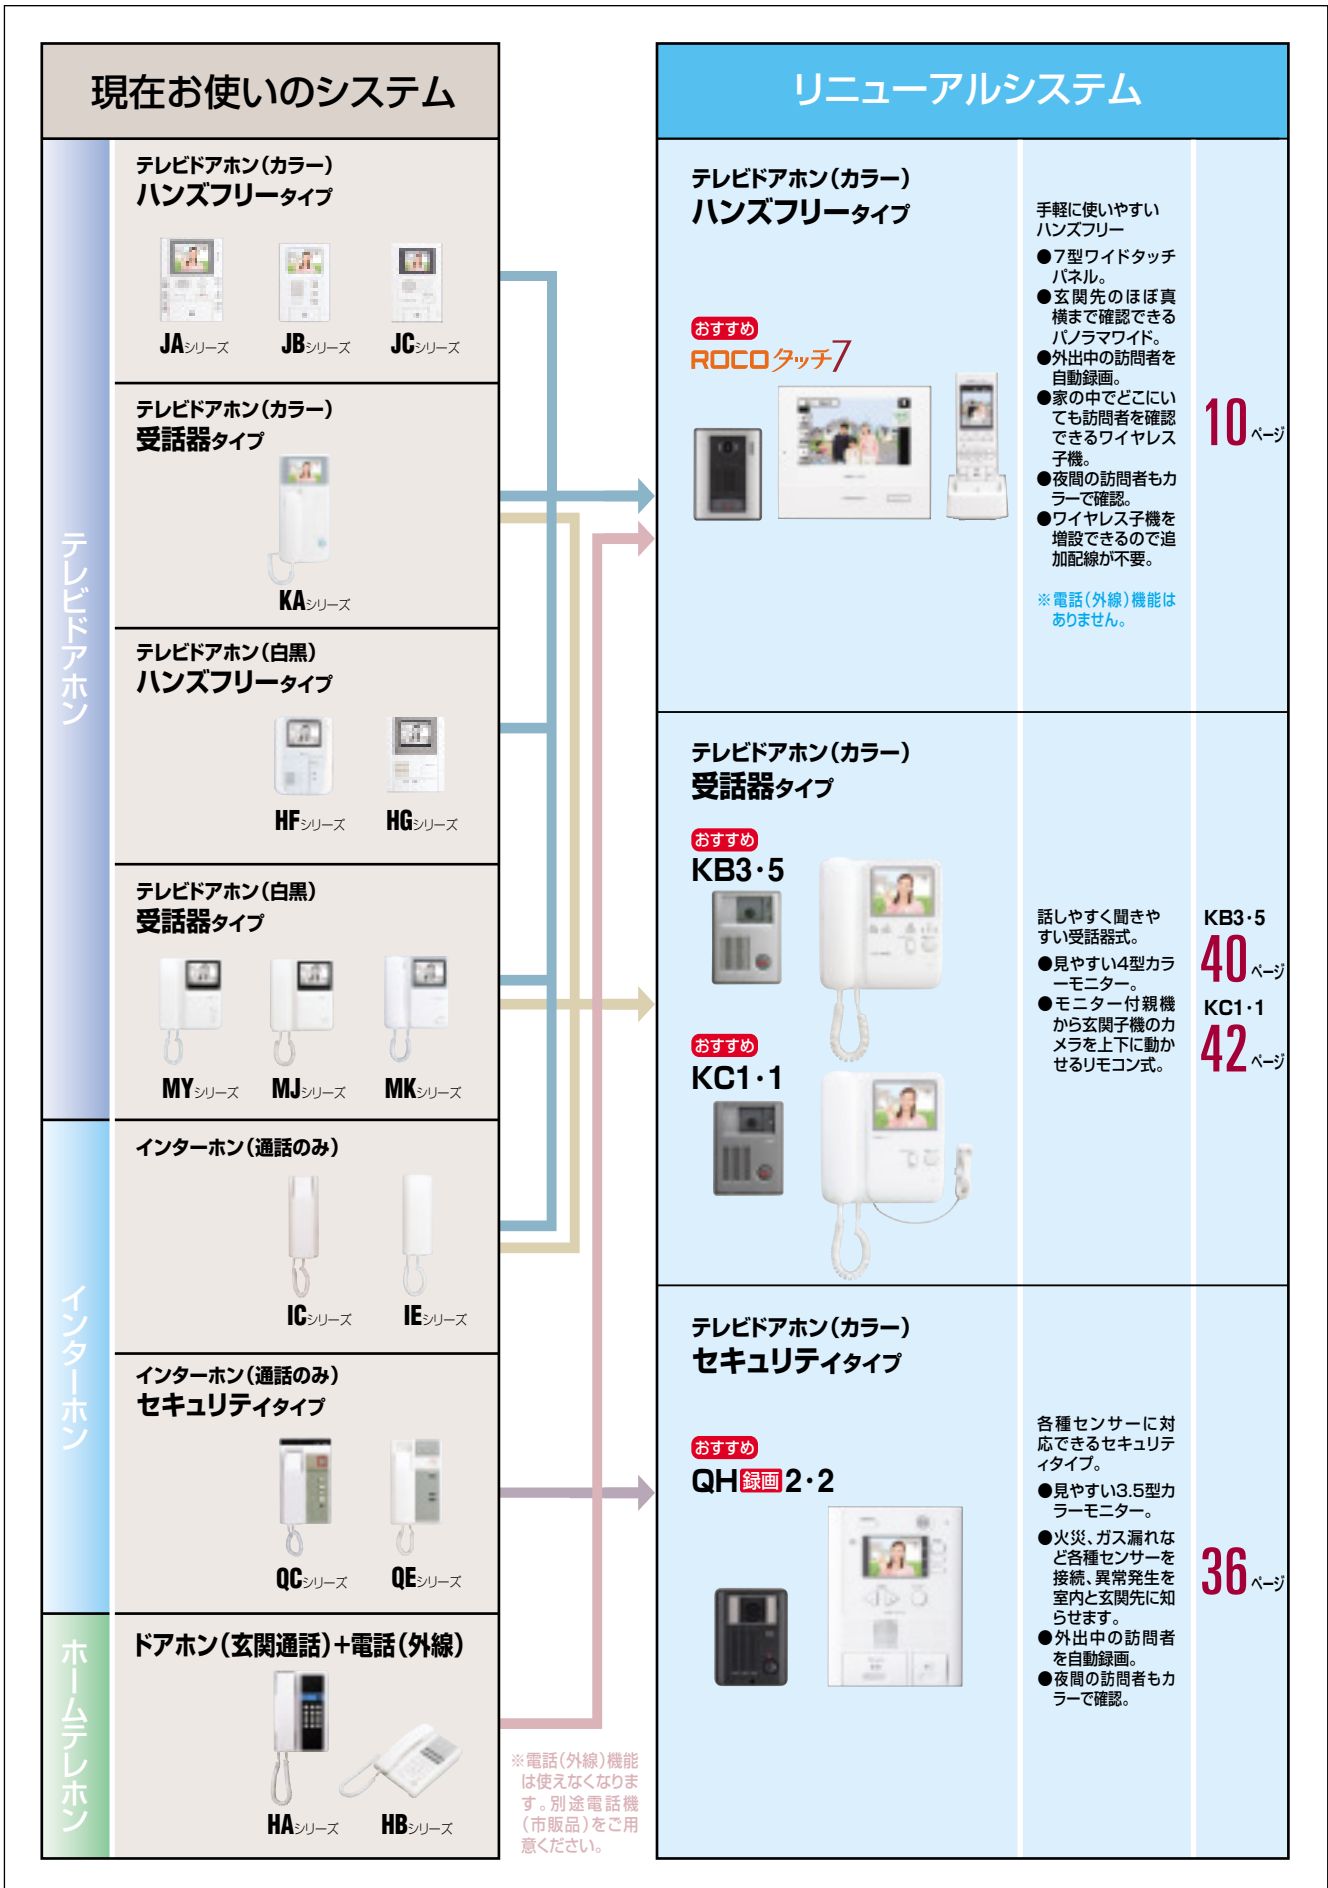 現在お使いのシステム
リニューアルシステム
テレビドアホン
テレビドアホン(カラー)
ハンズフリータイプ
JAシリーズ
JBシリーズ
JCシリーズ
テレビドアホン(カラー)
受話器タイプ
KAシリーズ
テレビドアホン(白黒)
ハンズフリータイプ
HFシリーズ
HGシリーズ
テレビドアホン(白黒)
受話器タイプ
MYシリーズ
MJシリーズ
MKシリーズ
インターホン
インターホン(通話のみ)
ICシリーズ
IEシリーズ
インターホン(通話のみ)
セキュリティタイプ
QCシリーズ
QEシリーズ
ホームテレホン
ドアホン(玄関通話)+電話(外線)
HAシリーズ
HBシリーズ
※電話(外線)機能
は使えなくなりま
す。別途電話機
(市販品)をご用
意ください。
テレビドアホン(カラー)
ハンズフリータイプ
おすすめ
ROCOタッチ7
手軽に使いやすい
ハンズフリー
●7型ワイドタッチ
パネル。
●玄関先のほぼ真
横まで確認できる
パノラマワイド。
●外出中の訪問者を
自動録画。
●家の中でどこにい
ても訪問者を確認
できるワイヤレス
子機。
●夜間の訪問者もカ
ラーで確認。
●ワイヤレス子機を
増設できるので追
加配線が不要。
※電話(外線)機能は
ありません。
10ページ
テレビドアホン(カラー)
受話器タイプ
おすすめ
KB3・5
おすすめ
KC1・1
話しやすく聞きや
すい受話器式。
●見やすい4型カラ
ーモニター。
●モニター付親機
から玄関子機のカ
メラを上下に動か
せるリモコン式。
KB3・5
40ページ
KC1・1
42ページ
テレビドアホン(カラー)
セキュリティタイプ
おすすめ
QH録画2・2
各種センサーに対
応できるセキュリテ
ィタイプ。
●見やすい3.5型カ
ラーモニター。
●火災、ガス漏れな
ど各種センサーを
接続、異常発生を
室内と玄関先に知
らせます。
●外出中の訪問者
を自動録画。
●夜間の訪問者もカ
ラーで確認。
36ページ